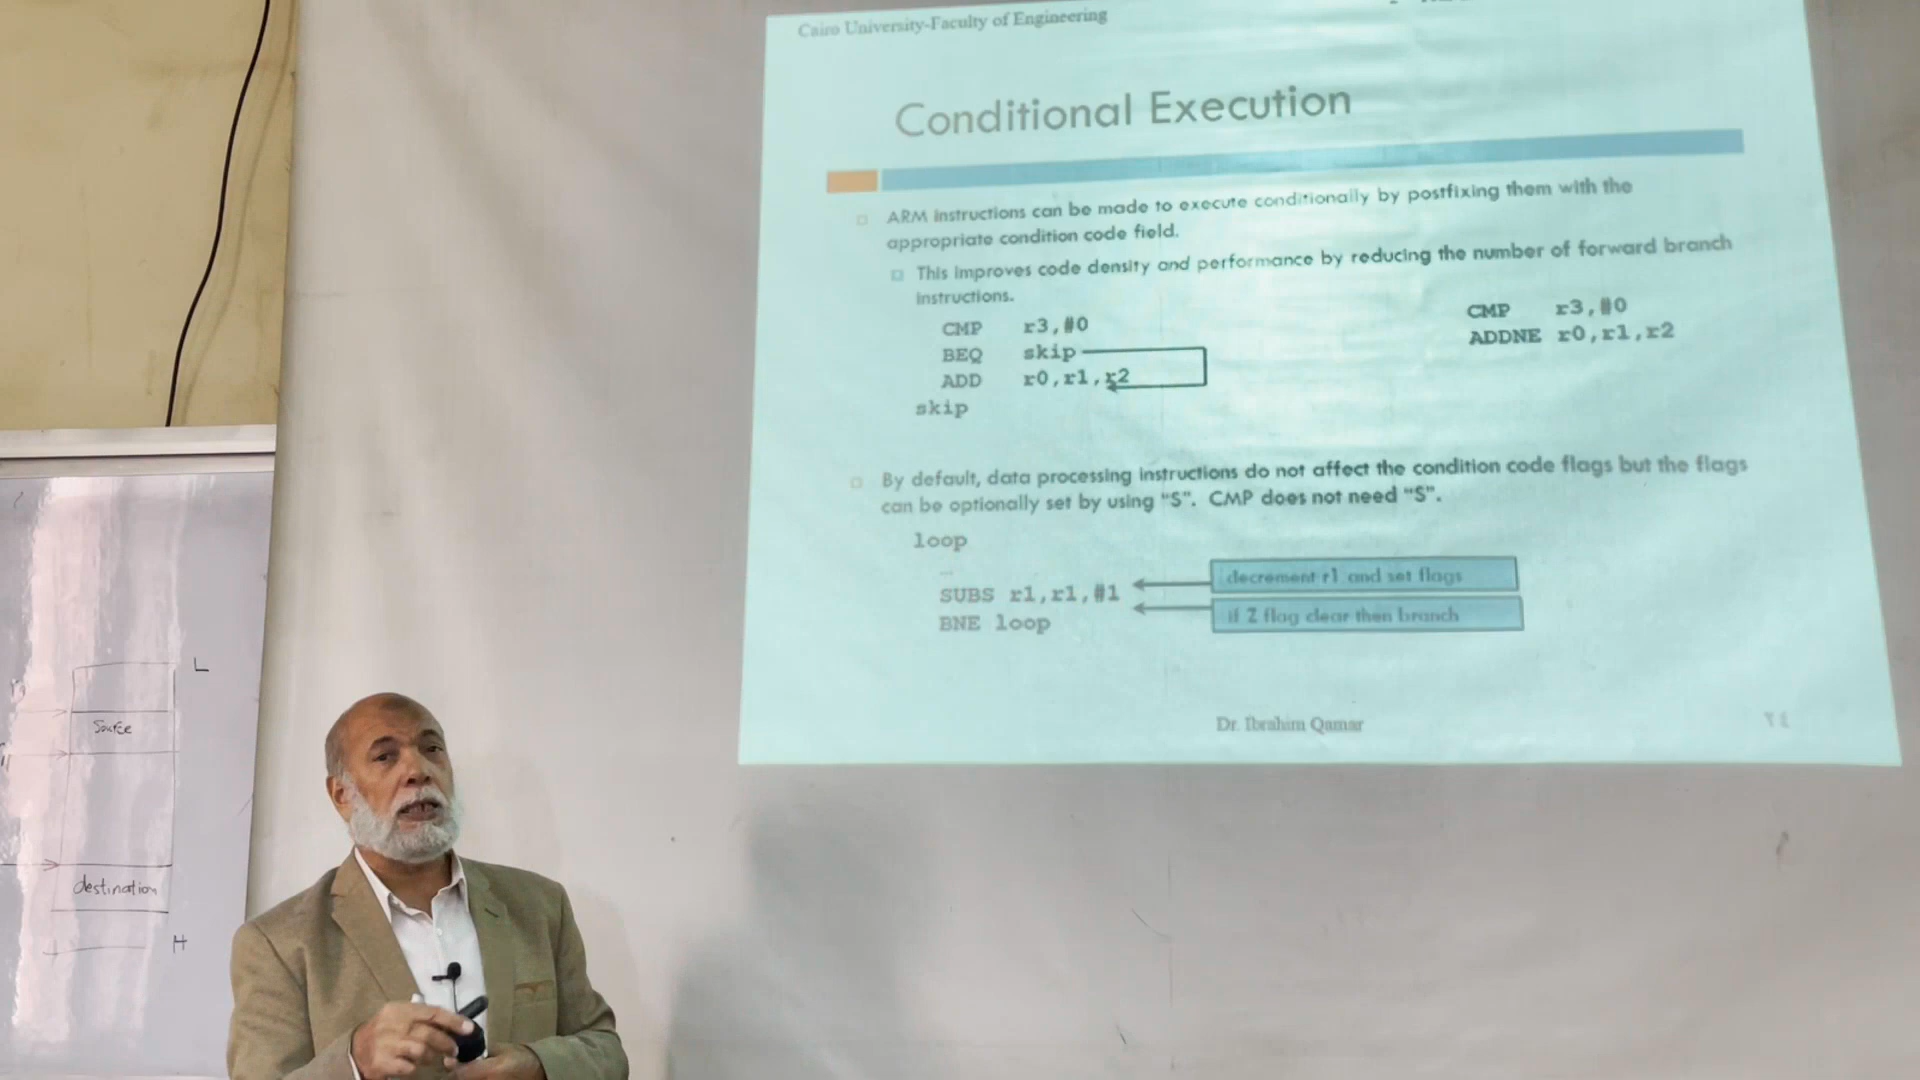 Cairo University-Faculty of Engineering
Conditional Execution
ARM instructions can be made to execute conditionally by postfixing them with the
appropriate condition code field.
This improves code density and performance by reducing the number of forward branch
instructions.
CMP r3,#0
BEQ skip
ADD r0,r1,r2
skip
CMP r3,#0
ADDNE r0,r1,r2
By default, data processing instructions do not affect the condition code flags but the flags
can be optionally set by using “S”. CMP does not need “S”.
loop
...
SUBS r1,r1,#1
BNE loop
decrement r1 and set flags
if Z flag clear then branch
Dr. Ibrahim Qamar
٢٤
L
Source
destination
H